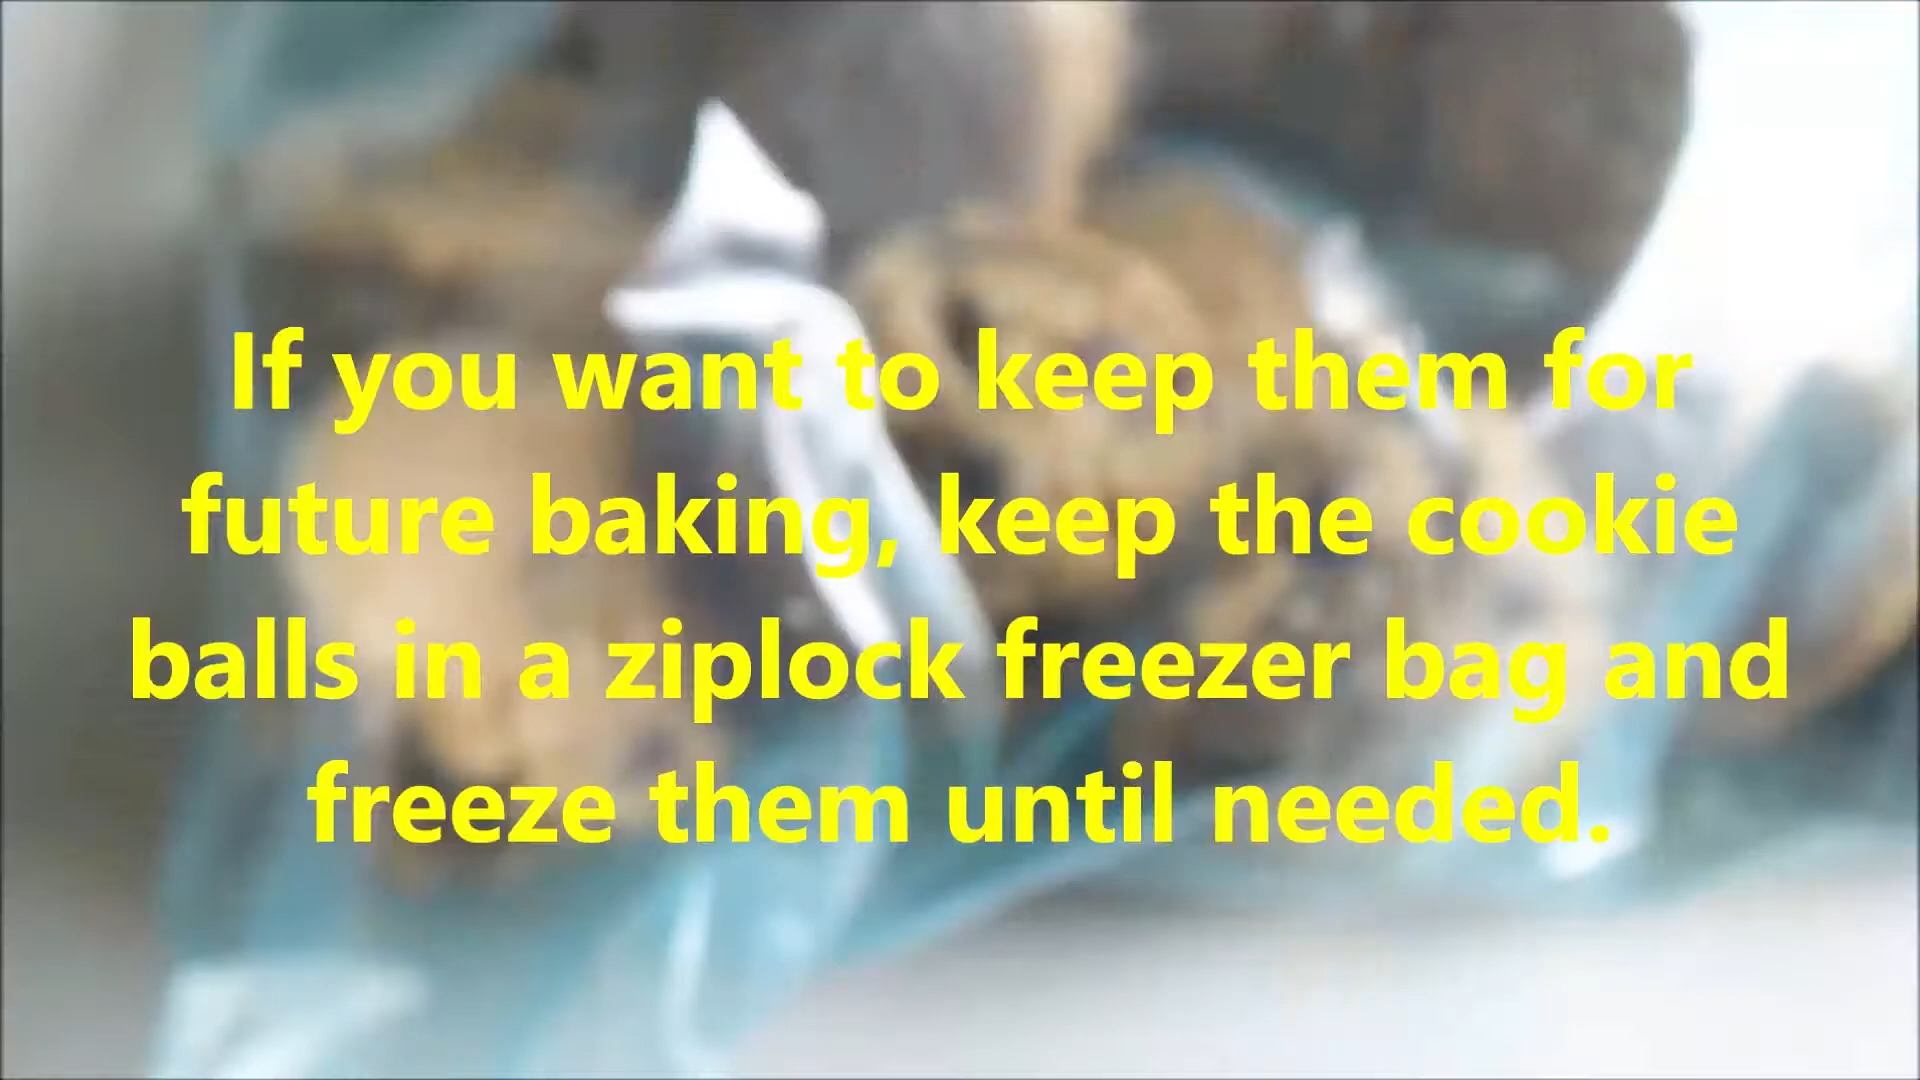 If you want to keep them for
future baking, keep the cookie
balls in a ziplock freezer bag and
freeze them until needed.